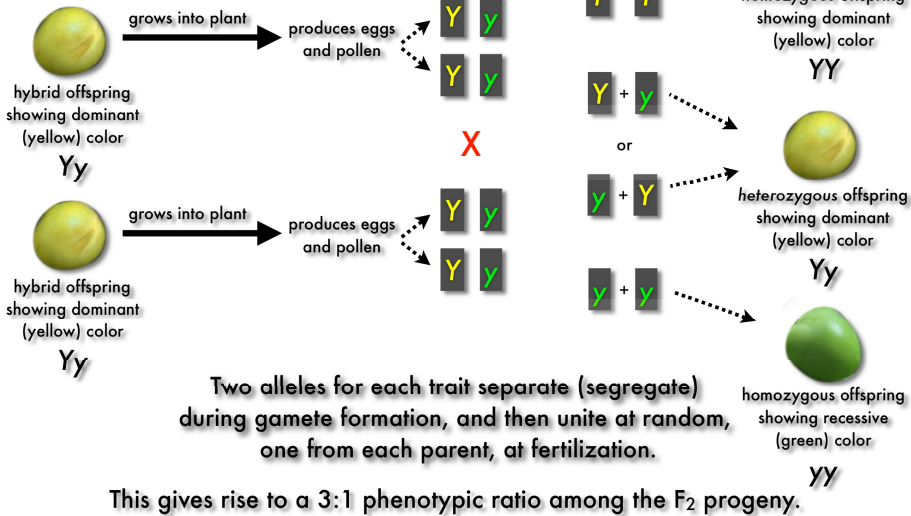 grows into plant
produces eggs
and pollen
Y y
Y y
hybrid offspring
showing dominant
(yellow) color
Yy
X
grows into plant
produces eggs
and pollen
Y y
Y y
hybrid offspring
showing dominant
(yellow) color
Yy
Y Y
homozygous offspring
showing dominant
(yellow) color
YY
Y + y
or
y + Y
heterozygous offspring
showing dominant
(yellow) color
Yy
y + y
homozygous offspring
showing recessive
(green) color
yy
Two alleles for each trait separate (segregate)
during gamete formation, and then unite at random,
one from each parent, at fertilization.
This gives rise to a 3:1 phenotypic ratio among the F2 progeny.